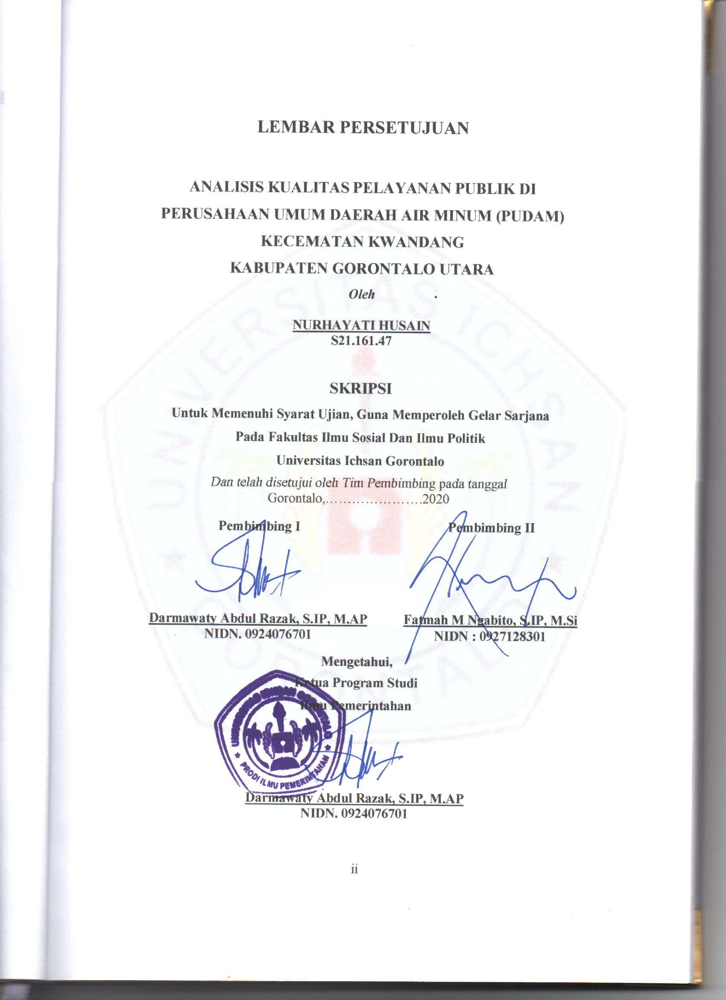 LEMBAR PERSETUJUAN
ANALISIS KUALITAS PELAYANAN PUBLIK DI
PERUSAHAAN UMUM DAERAH AIR MINUM (PUDAM)
KECEMATAN KWANDANG
KABUPATEN GORONTALO UTARA
Oleh
NURHAYATI HUSAIN
S21.161.47
SKRIPSI
Untuk Memenuhi Syarat Ujian, Guna Memperoleh Gelar Sarjana
Pada Fakultas Ilmu Sosial Dan Ilmu Politik
Universitas Ichsan Gorontalo
Dan telah disetujui oleh Tim Pembimbing pada tanggal
Gorontalo,......................2020
Pembimbing I Pembimbing II
Darmawaty Abdul Razak, S.IP, M.AP Fatmah M Ngabito, S.IP, M.Si
NIDN. 0924076701 NIDN : 0927128301
Mengetahui,
Ketua Program Studi
Ilmu Pemerintahan
PRODI ILMU PEMERINTAHAN
Darmawaty Abdul Razak, S.IP, M.AP
NIDN. 0924076701
ii
UNIVERSITAS ICHSAN
GORONTALO